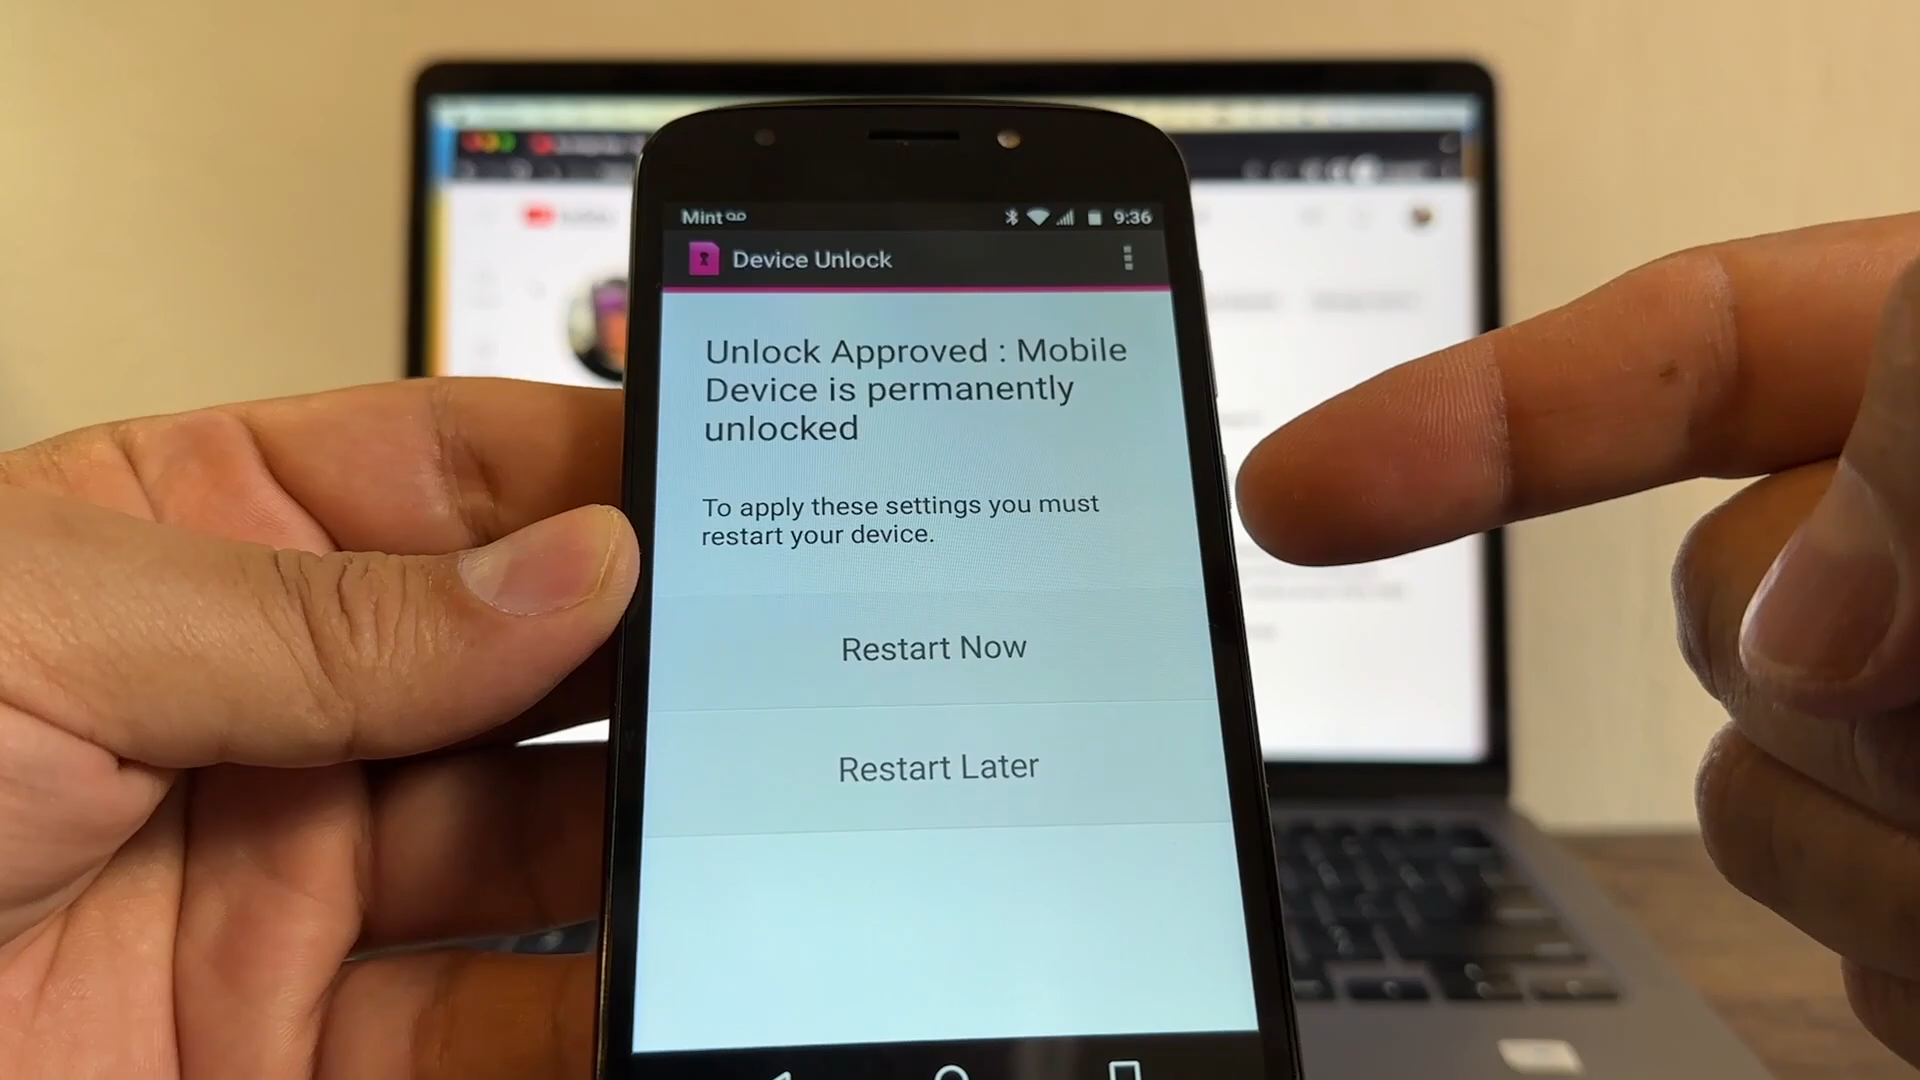 Mint
9:36
Device Unlock
Unlock Approved : Mobile
Device is permanently
unlocked
To apply these settings you must
restart your device.
Restart Now
Restart Later